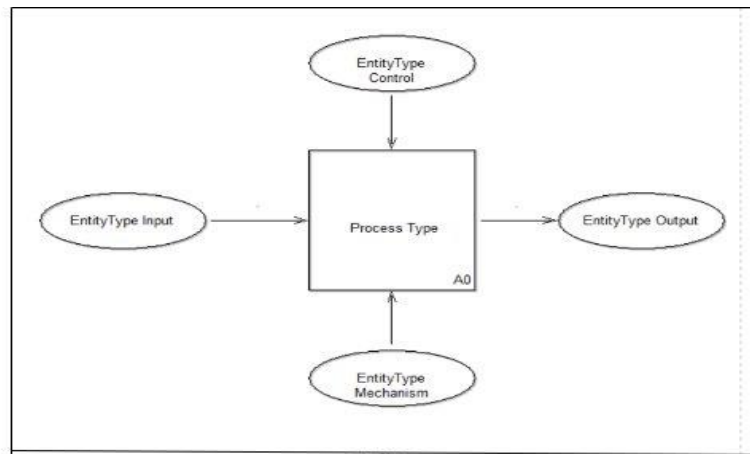 EntityType
Control
EntityType Input
Process Type
EntityType Output
A0
EntityType
Mechanism